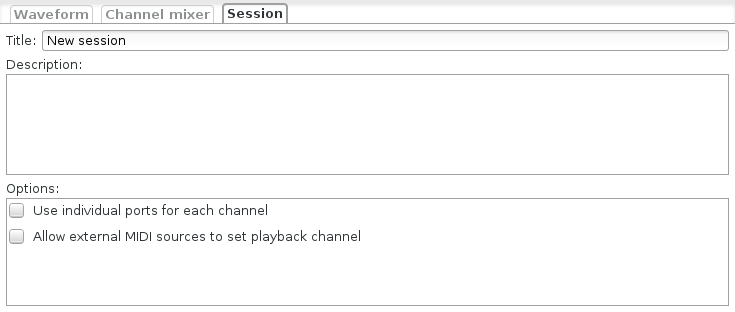 Waveform Channel mixer Session
Title: New session
Description:
Options:
Use individual ports for each channel
Allow external MIDI sources to set playback channel